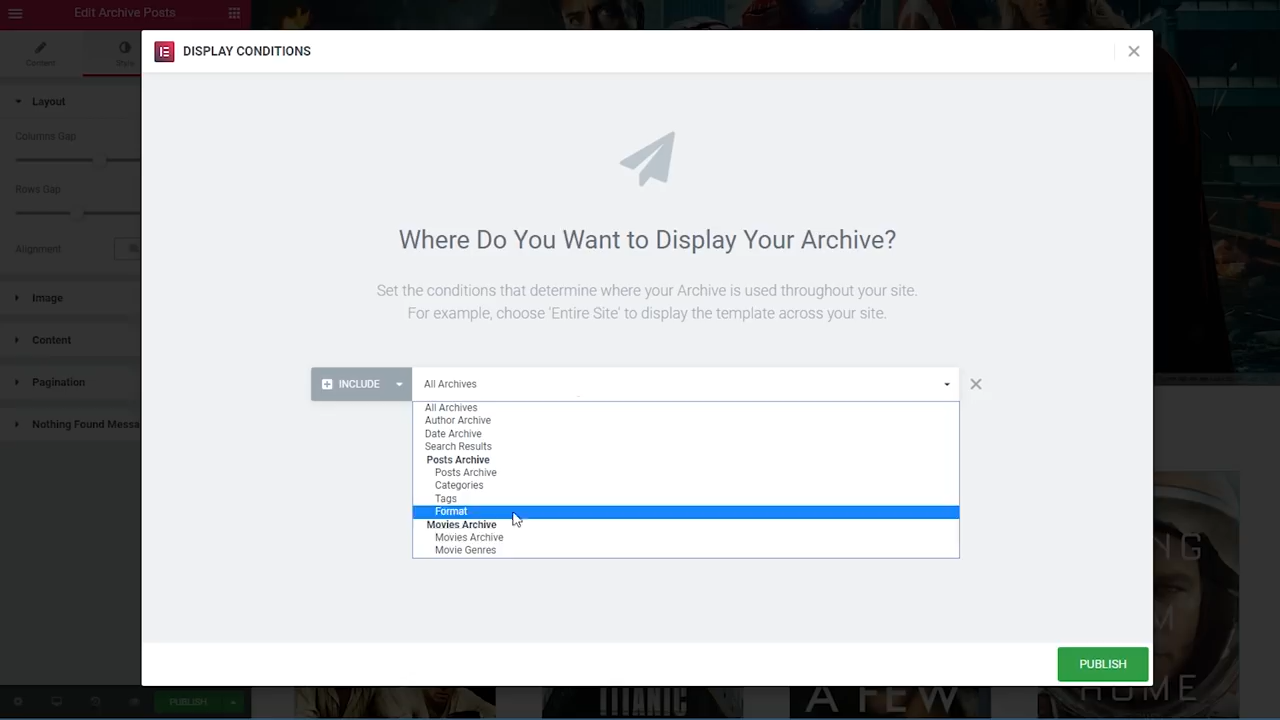 Edit Archive Posts
Content
Style
Layout
Columns Gap
Rows Gap
Alignment
Image
Content
Pagination
Nothing Found Messa
PUBLISH
DISPLAY CONDITIONS
Where Do You Want to Display Your Archive?
Set the conditions that determine where your Archive is used throughout your site.
For example, choose 'Entire Site' to display the template across your site.
INCLUDE
All Archives
All Archives
Author Archive
Date Archive
Search Results
Posts Archive
Posts Archive
Categories
Tags
Format
Movies Archive
Movies Archive
Movie Genres
PUBLISH
TITANIC
A FEW
HOME